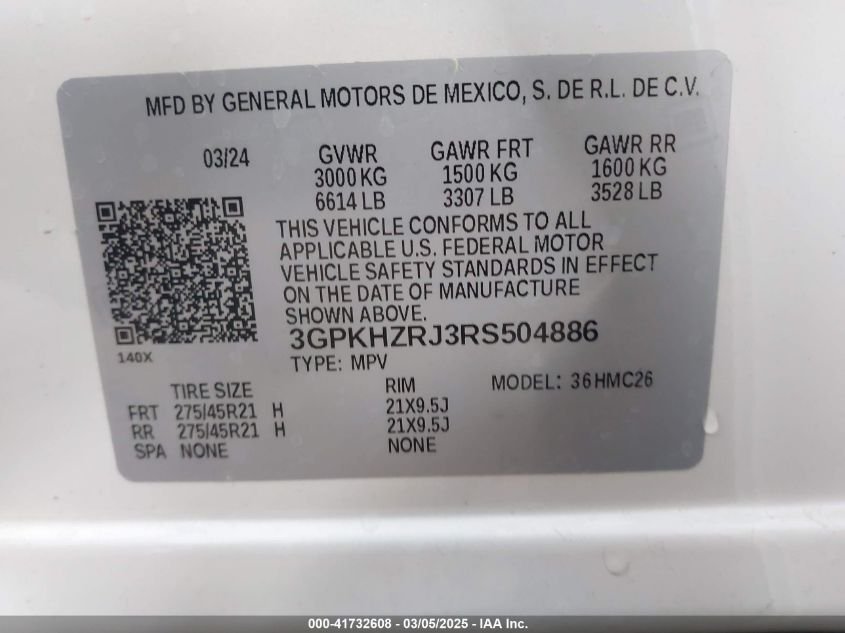 MFD BY GENERAL MOTORS DE MEXICO, S. DE R.L. DE C.V.
03/24 GVWR GAWR FRT GAWR RR
3000 KG 1500 KG 1600 KG
6614 LB 3307 LB 3528 LB
THIS VEHICLE CONFORMS TO ALL
APPLICABLE U.S. FEDERAL MOTOR
VEHICLE SAFETY STANDARDS IN EFFECT
ON THE DATE OF MANUFACTURE
SHOWN ABOVE.
3GPKHZRJ3RS504886
140X
TYPE: MPV
TIRE SIZE RIM MODEL: 36HMC26
FRT 275/45R21 H 21X9.5J
RR 275/45R21 H 21X9.5J
SPA NONE NONE
000-41732608 - 03/05/2025 - IAA Inc.